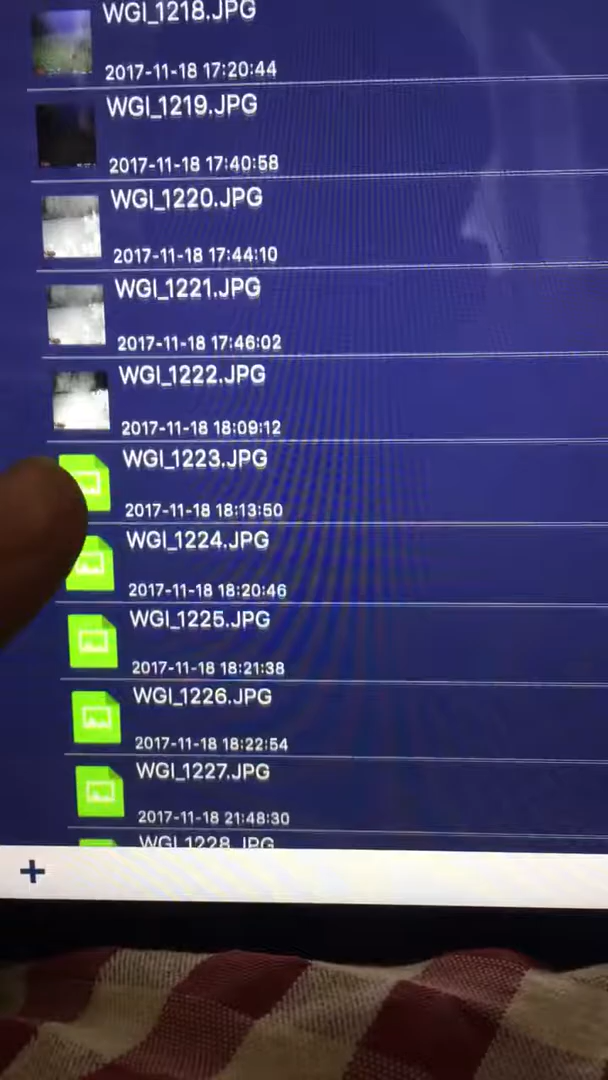 WGI_1218.JPG
2017-11-18 17:20:44
WGI_1219.JPG
2017-11-18 17:40:58
WGI_1220.JPG
2017-11-18 17:44:10
WGI_1221.JPG
2017-11-18 17:46:02
WGI_1222.JPG
2017-11-18 18:09:12
WGI_1223.JPG
2017-11-18 18:13:50
WGI_1224.JPG
2017-11-18 18:20:46
WGI_1225.JPG
2017-11-18 18:21:38
WGI_1226.JPG
2017-11-18 18:22:54
WGI_1227.JPG
2017-11-18 21:48:30
WGI_1228.JPG
+